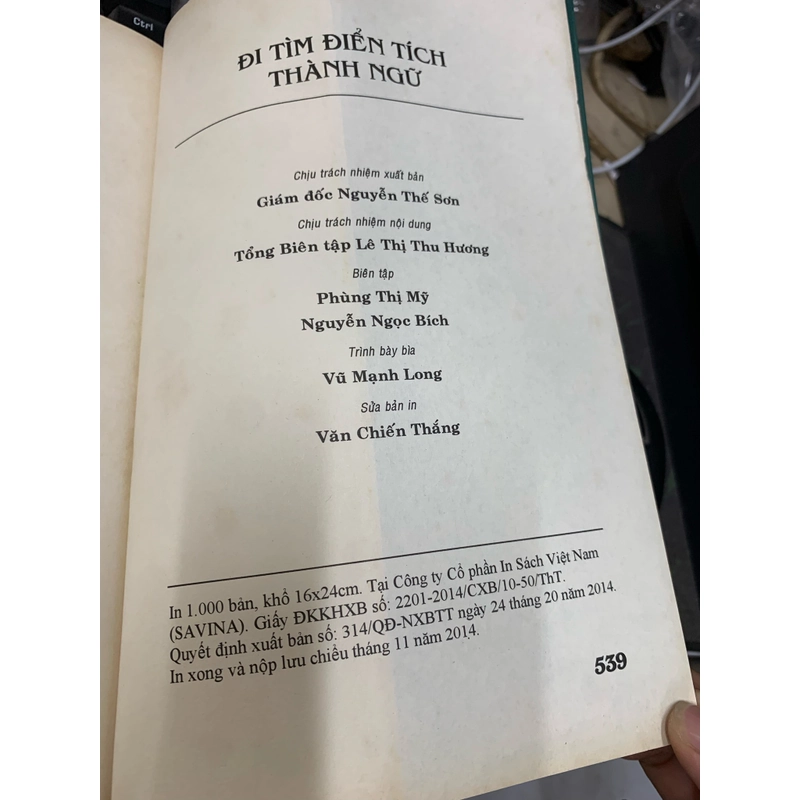 Ctrl
ĐI TÌM ĐIỂN TÍCH
THÀNH NGỮ
Chịu trách nhiệm xuất bản
Giám đốc Nguyễn Thế Sơn
Chịu trách nhiệm nội dung
Tổng Biên tập Lê Thị Thu Hương
Biên tập
Phùng Thị Mỹ
Nguyễn Ngọc Bích
Trình bày bìa
Vũ Mạnh Long
Sửa bản in
Văn Chiến Thắng
In 1.000 bản, khổ 16x24cm. Tại Công ty Cổ phần In Sách Việt Nam
(SAVINA). Giấy ĐKKHXB số: 2201-2014/CXB/10-50/ThT.
Quyết định xuất bản số: 314/QĐ-NXBTT ngày 24 tháng 20 năm 2014.
In xong và nộp lưu chiểu tháng 11 năm 2014.
539